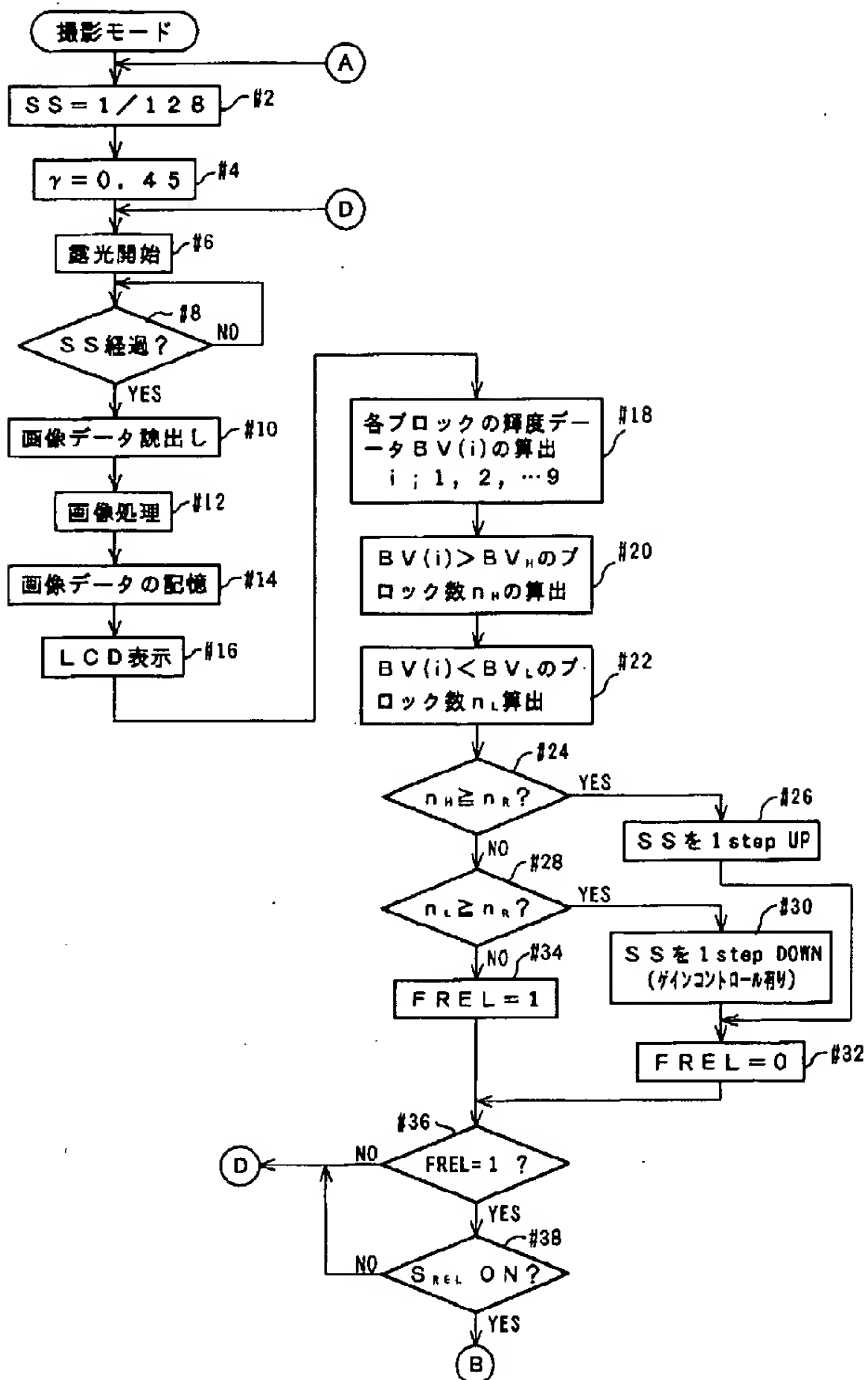 撮影モード
A
SS=1/128
#2
γ=0.45
#4
D
露光開始
#6
#8
SS経過?
NO
YES
画像データ読出し
#10
画像処理
#12
画像データの記憶
#14
LCD表示
#16
各ブロックの輝度デー
タBV(i)の算出
i;1,2,…9
#18
BV(i)>BVHのブ
ロック数nHの算出
#20
BV(i)<BVLのブ
ロック数nL算出
#22
#24
nH≧nR?
YES
NO
#26
SSを1step UP
#28
nL≧nR?
YES
NO
#30
SSを1step DOWN
(ゲインコントロール有り)
#34
FREL=1
FREL=0
#32
#36
D
NO
FREL=1 ?
YES
#38
NO
SREL ON?
YES
B